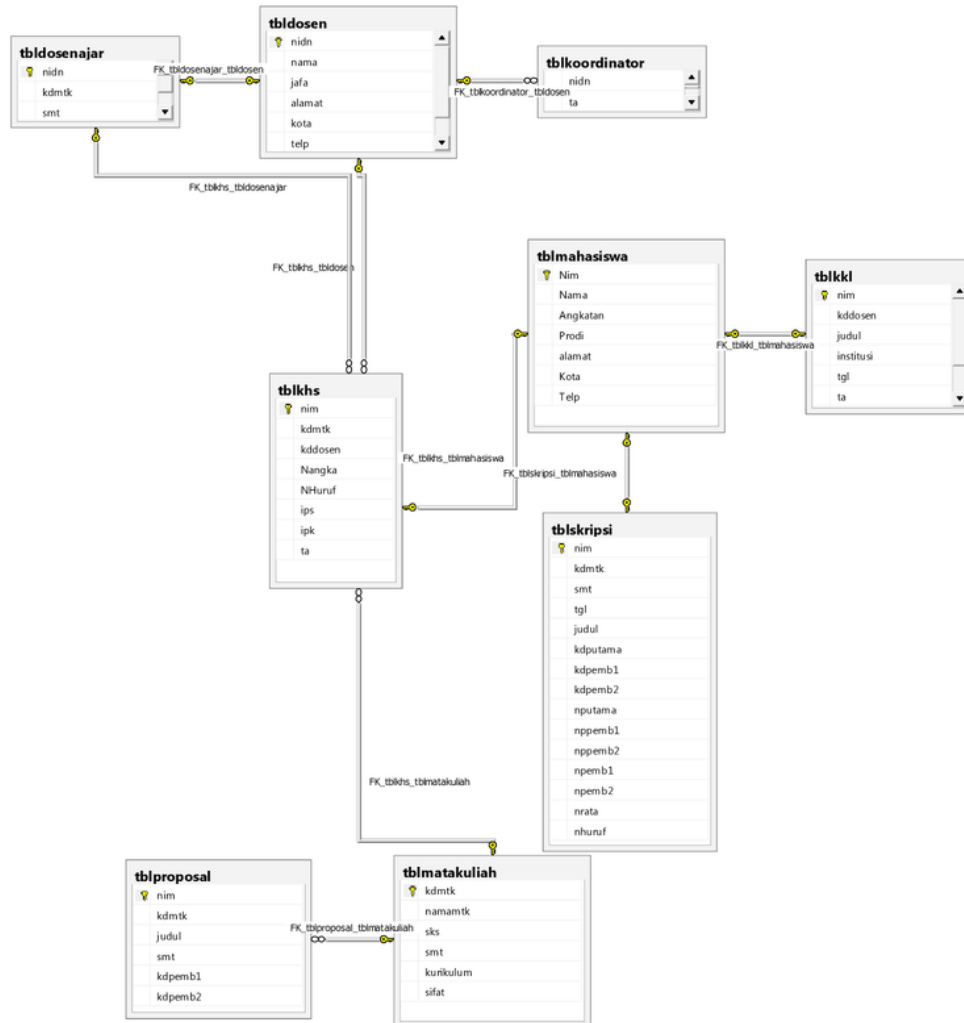 tbldosenajar
nidn
kdmtk
smt
FK_tbldosenajar_tbldosen
tbldosen
nidn
nama
jafa
alamat
kota
telp
FK_tblkoordinator_tbldosen
tblkoordinator
nidn
ta
FK_tblkhs_tbldosenajar
FK_tblkhs_tbldosen
tblmahasiswa
Nim
Nama
Angkatan
Prodi
alamat
Kota
Telp
FK_tblkkl_tblmahasiswa
tblkkl
nim
kddosen
judul
institusi
tgl
ta
tblkhs
nim
kdmtk
kddosen
Nangka
NHuruf
ips
ipk
ta
FK_tblkhs_tblmahasiswa
FK_tblskripsi_tblmahasiswa
tblskripsi
nim
kdmtk
smt
tgl
judul
kdputama
kdpemb1
kdpemb2
nputama
nppemb1
nppemb2
npemb1
npemb2
nrata
nhuruf
FK_tblkhs_tblmatakuliah
tblproposal
nim
kdmtk
judul
smt
kdpemb1
kdpemb2
FK_tblproposal_tblmatakuliah
tblmatakuliah
kdmtk
namamtk
sks
smt
kurikulum
sifat